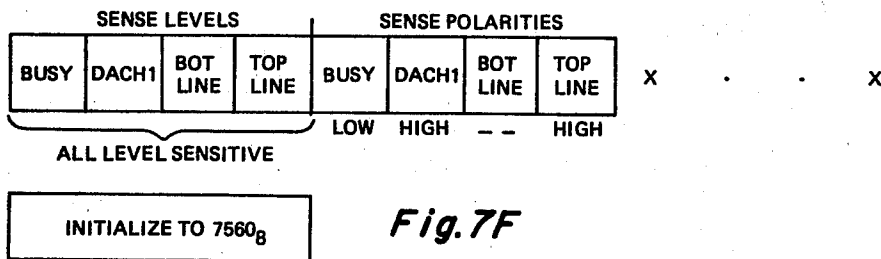 SENSE LEVELS SENSE POLARITIES
BUSY DACH1 BOT LINE TOP LINE BUSY DACH1 BOT LINE TOP LINE X . . X
LOW HIGH -- HIGH
ALL LEVEL SENSITIVE
INITIALIZE TO 7560₈ Fig.7F